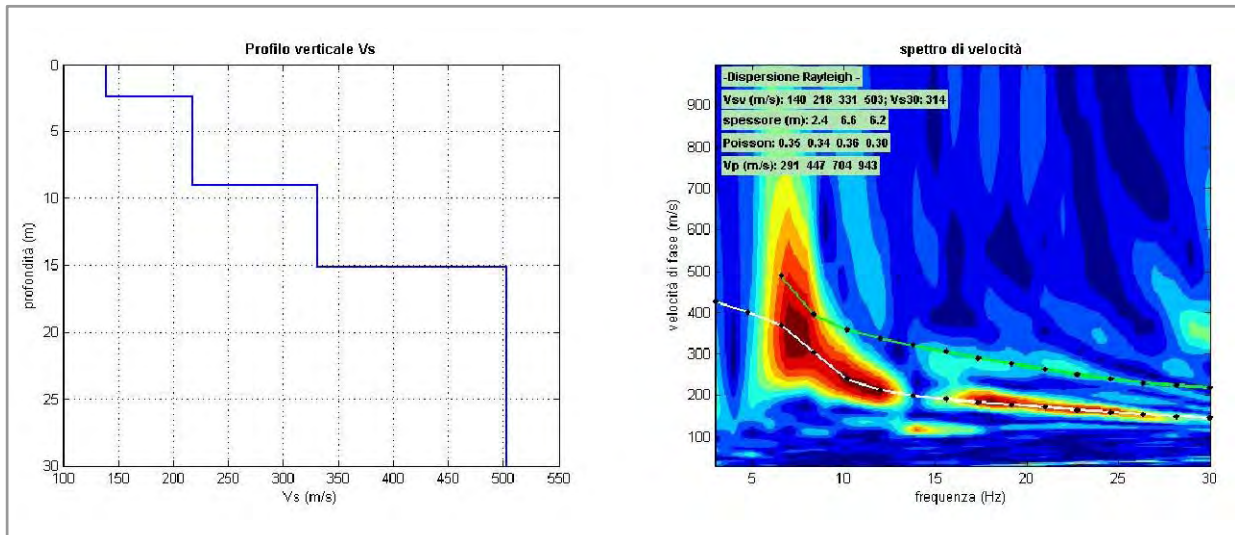 Profilo verticale Vs
0
5
10
15
20
25
30
profondità (m)
100 150 200 250 300 350 400 450 500 550
Vs (m/s)
spettro di velocità
-Dispersione Rayleigh -
Vsv (m/s): 140 218 331 503; Vs30: 314
spessore (m): 2.4 6.6 6.2
Poisson: 0.35 0.34 0.36 0.30
Vp (m/s): 291 447 704 943
900
800
700
600
500
400
300
200
100
velocità di fase (m/s)
5 10 15 20 25 30
frequenza (Hz)